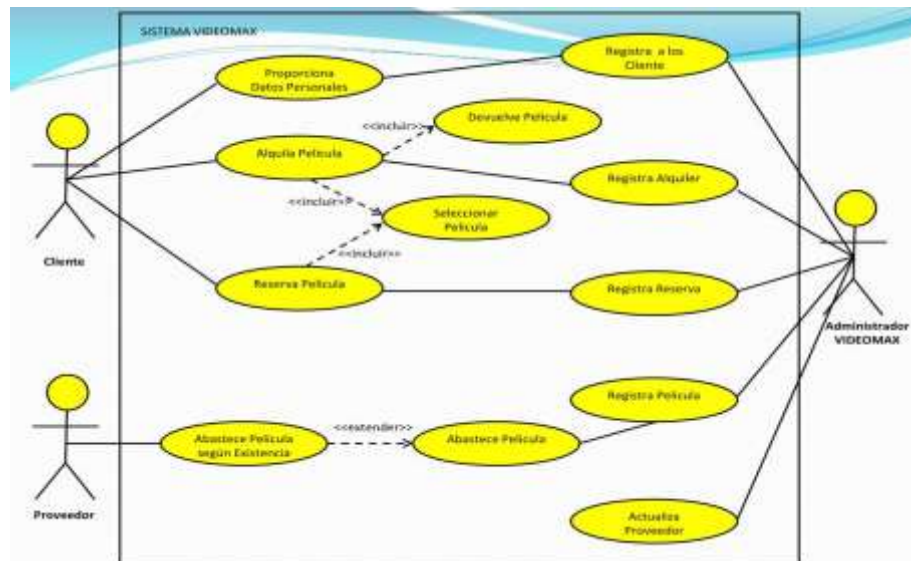 SISTEMA VIDEOMAX
Proporciona
Datos Personales
Registra a los
Cliente
Devuelve Pelicula
<<incluir>>
Alquila Pelicula
Registra Alquiler
<<incluir>>
Seleccionar
Pelicula
<<incluir>>
Cliente
Reserva Pelicula
Registra Reserva
Administrador
VIDEOMAX
Registra Pelicula
Abastece Pelicula
según Existencia
<<extender>>
Abastece Pelicula
Proveedor
Actualiza
Proveedor